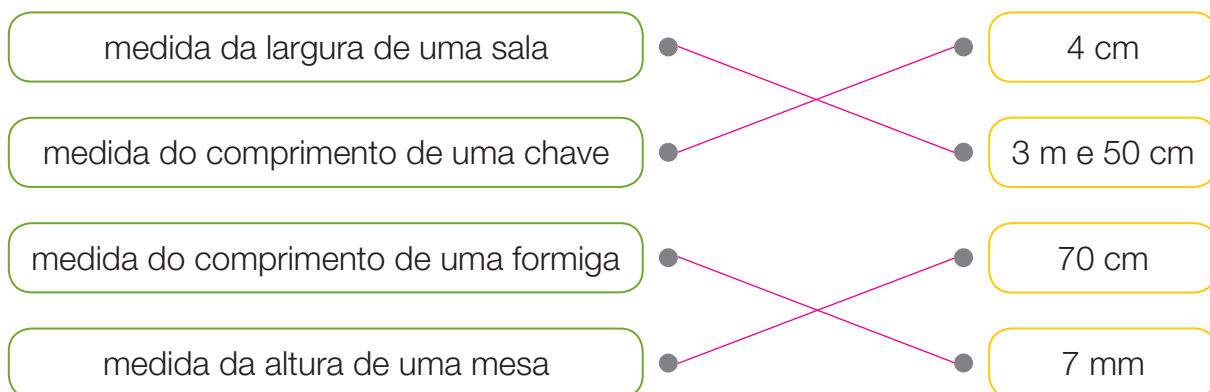 medida da largura de uma sala
4 cm
medida do comprimento de uma chave
3 m e 50 cm
medida do comprimento de uma formiga
70 cm
medida da altura de uma mesa
7 mm